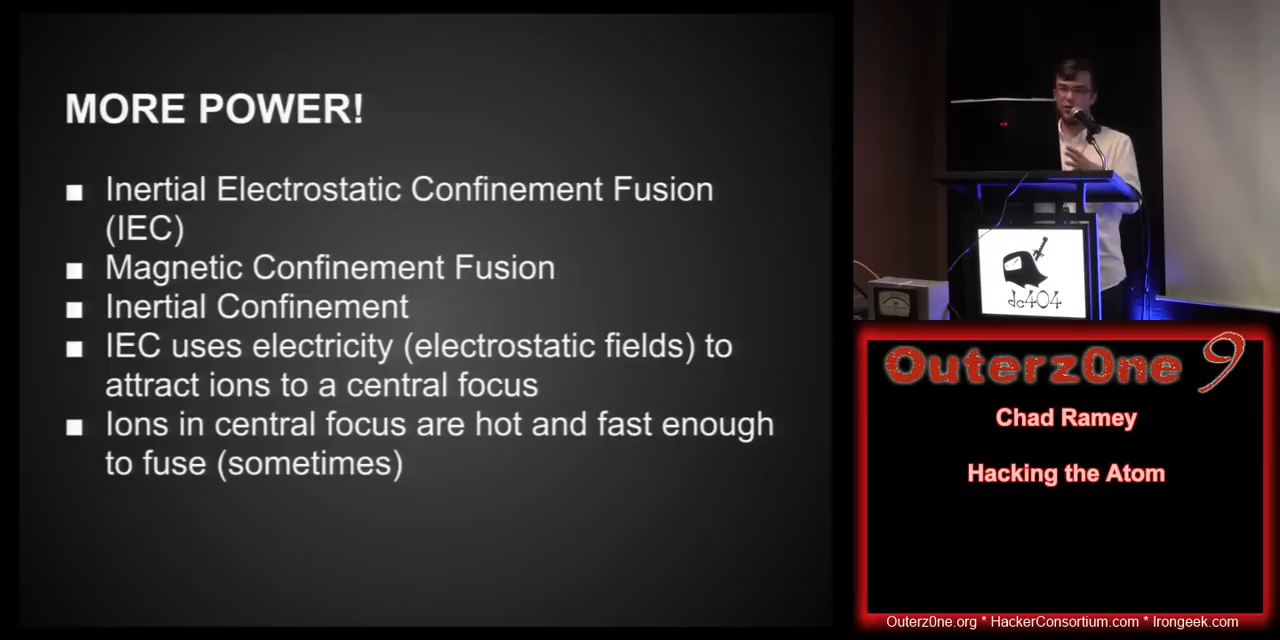 MORE POWER!
Inertial Electrostatic Confinement Fusion
(IEC)
Magnetic Confinement Fusion
Inertial Confinement
IEC uses electricity (electrostatic fields) to
attract ions to a central focus
Ions in central focus are hot and fast enough
to fuse (sometimes)
dc404
Outerz0ne 9
Chad Ramey
Hacking the Atom
Outerz0ne.org * HackerConsortium.com * Irongeek.com